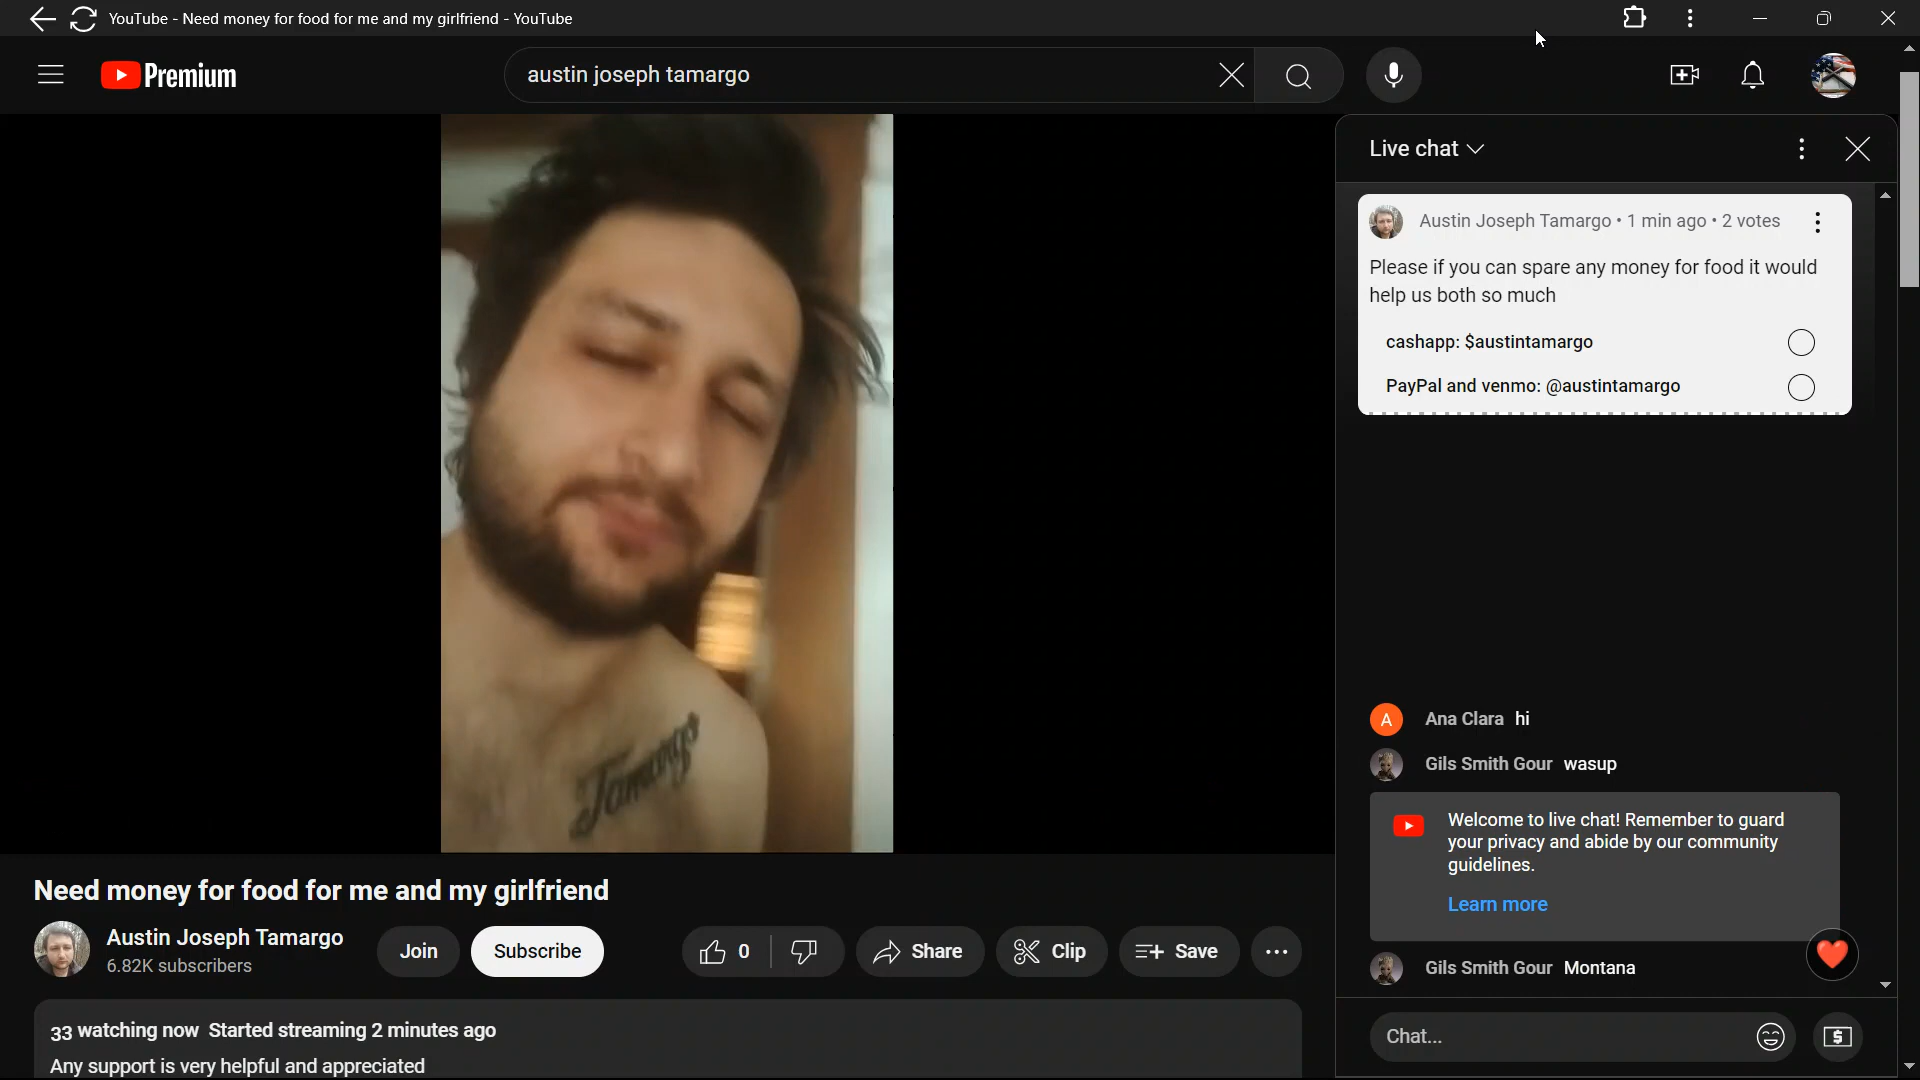 YouTube - Need money for food for me and my girlfriend - YouTube
Premium
austin joseph tamargo
Live chat
Austin Joseph Tamargo • 1 min ago • 2 votes
Please if you can spare any money for food it would
help us both so much
cashapp: $austintamargo
PayPal and venmo: @austintamargo
Tamargo
A
Ana Clara hi
Gils Smith Gour wasup
Welcome to live chat! Remember to guard
your privacy and abide by our community
guidelines.
Learn more
Gils Smith Gour Montana
Chat...
Need money for food for me and my girlfriend
Austin Joseph Tamargo
6.82K subscribers
Join
Subscribe
0
Share
Clip
Save
33 watching now Started streaming 2 minutes ago
Any support is very helpful and appreciated